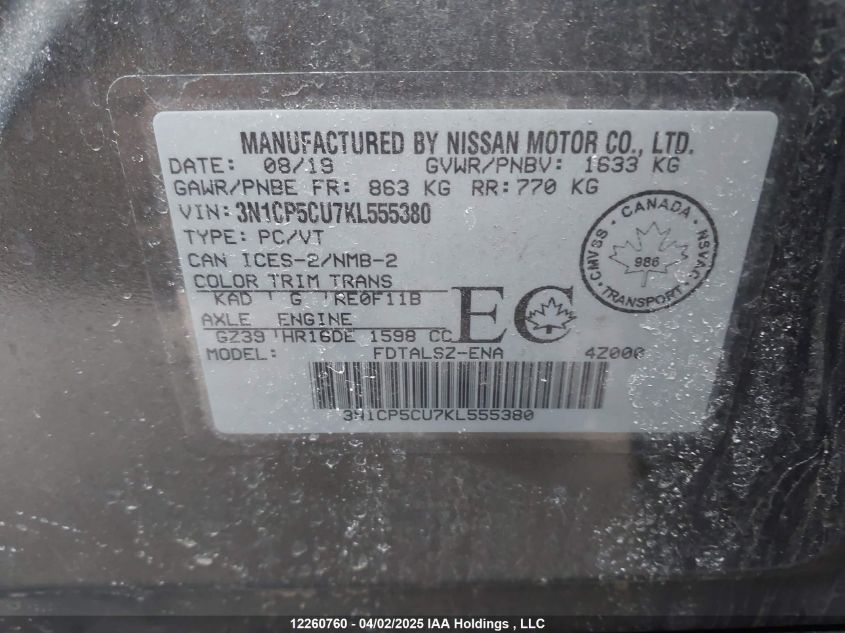 MANUFACTURED BY NISSAN MOTOR CO., LTD.
DATE: 08/19 GVWR/PNBV: 1633 KG
GAWR/PNBE FR: 863 KG RR: 770 KG
VIN: 3N1CP5CU7KL555380
TYPE: PC/VT
CAN ICES-2/NMB-2
COLOR TRIM TRANS
KAD G RE0F11B
AXLE ENGINE
GZ39 HR16DE 1598 CC
EC
MODEL: FDTALSZ-ENA 4Z000
3N1CP5CU7KL555380
CANADA
CMVSS 986 NSVAC
TRANSPORT
12260760 - 04/02/2025 IAA Holdings , LLC